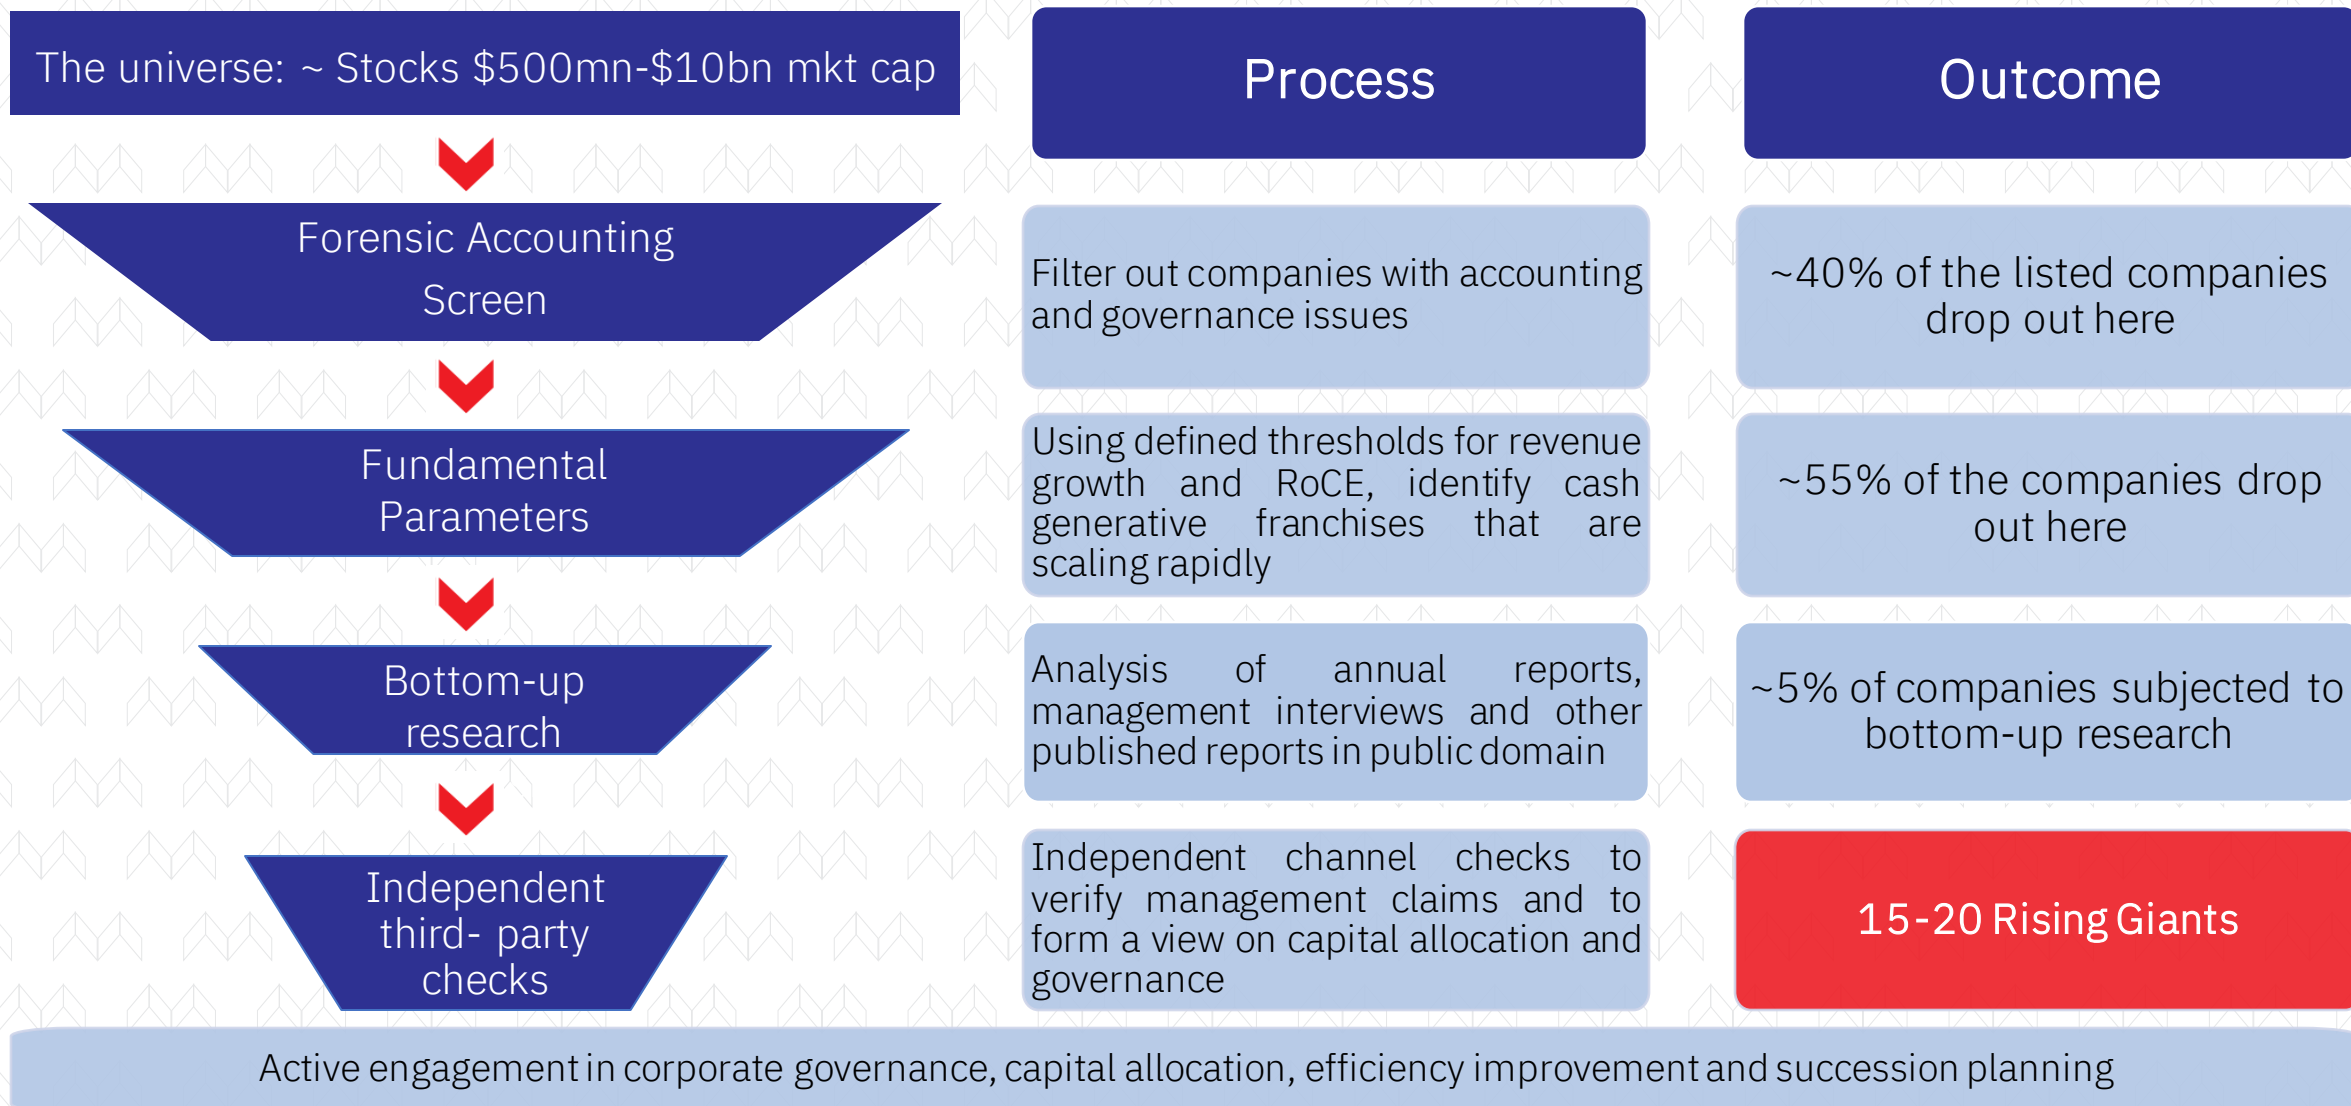 The universe: ~ Stocks $500mn-$10bn mkt cap
Process
Outcome
Forensic Accounting
Screen
Filter out companies with accounting
and governance issues
~40% of the listed companies
drop out here
Fundamental
Parameters
Using defined thresholds for revenue
growth and RoCE, identify cash
generative franchises that are
scaling rapidly
~55% of the companies drop
out here
Bottom-up
research
Analysis of annual reports,
management interviews and other
published reports in public domain
~5% of companies subjected to
bottom-up research
Independent
third- party
checks
Independent channel checks to
verify management claims and to
form a view on capital allocation and
governance
15-20 Rising Giants
Active engagement in corporate governance, capital allocation, efficiency improvement and succession planning